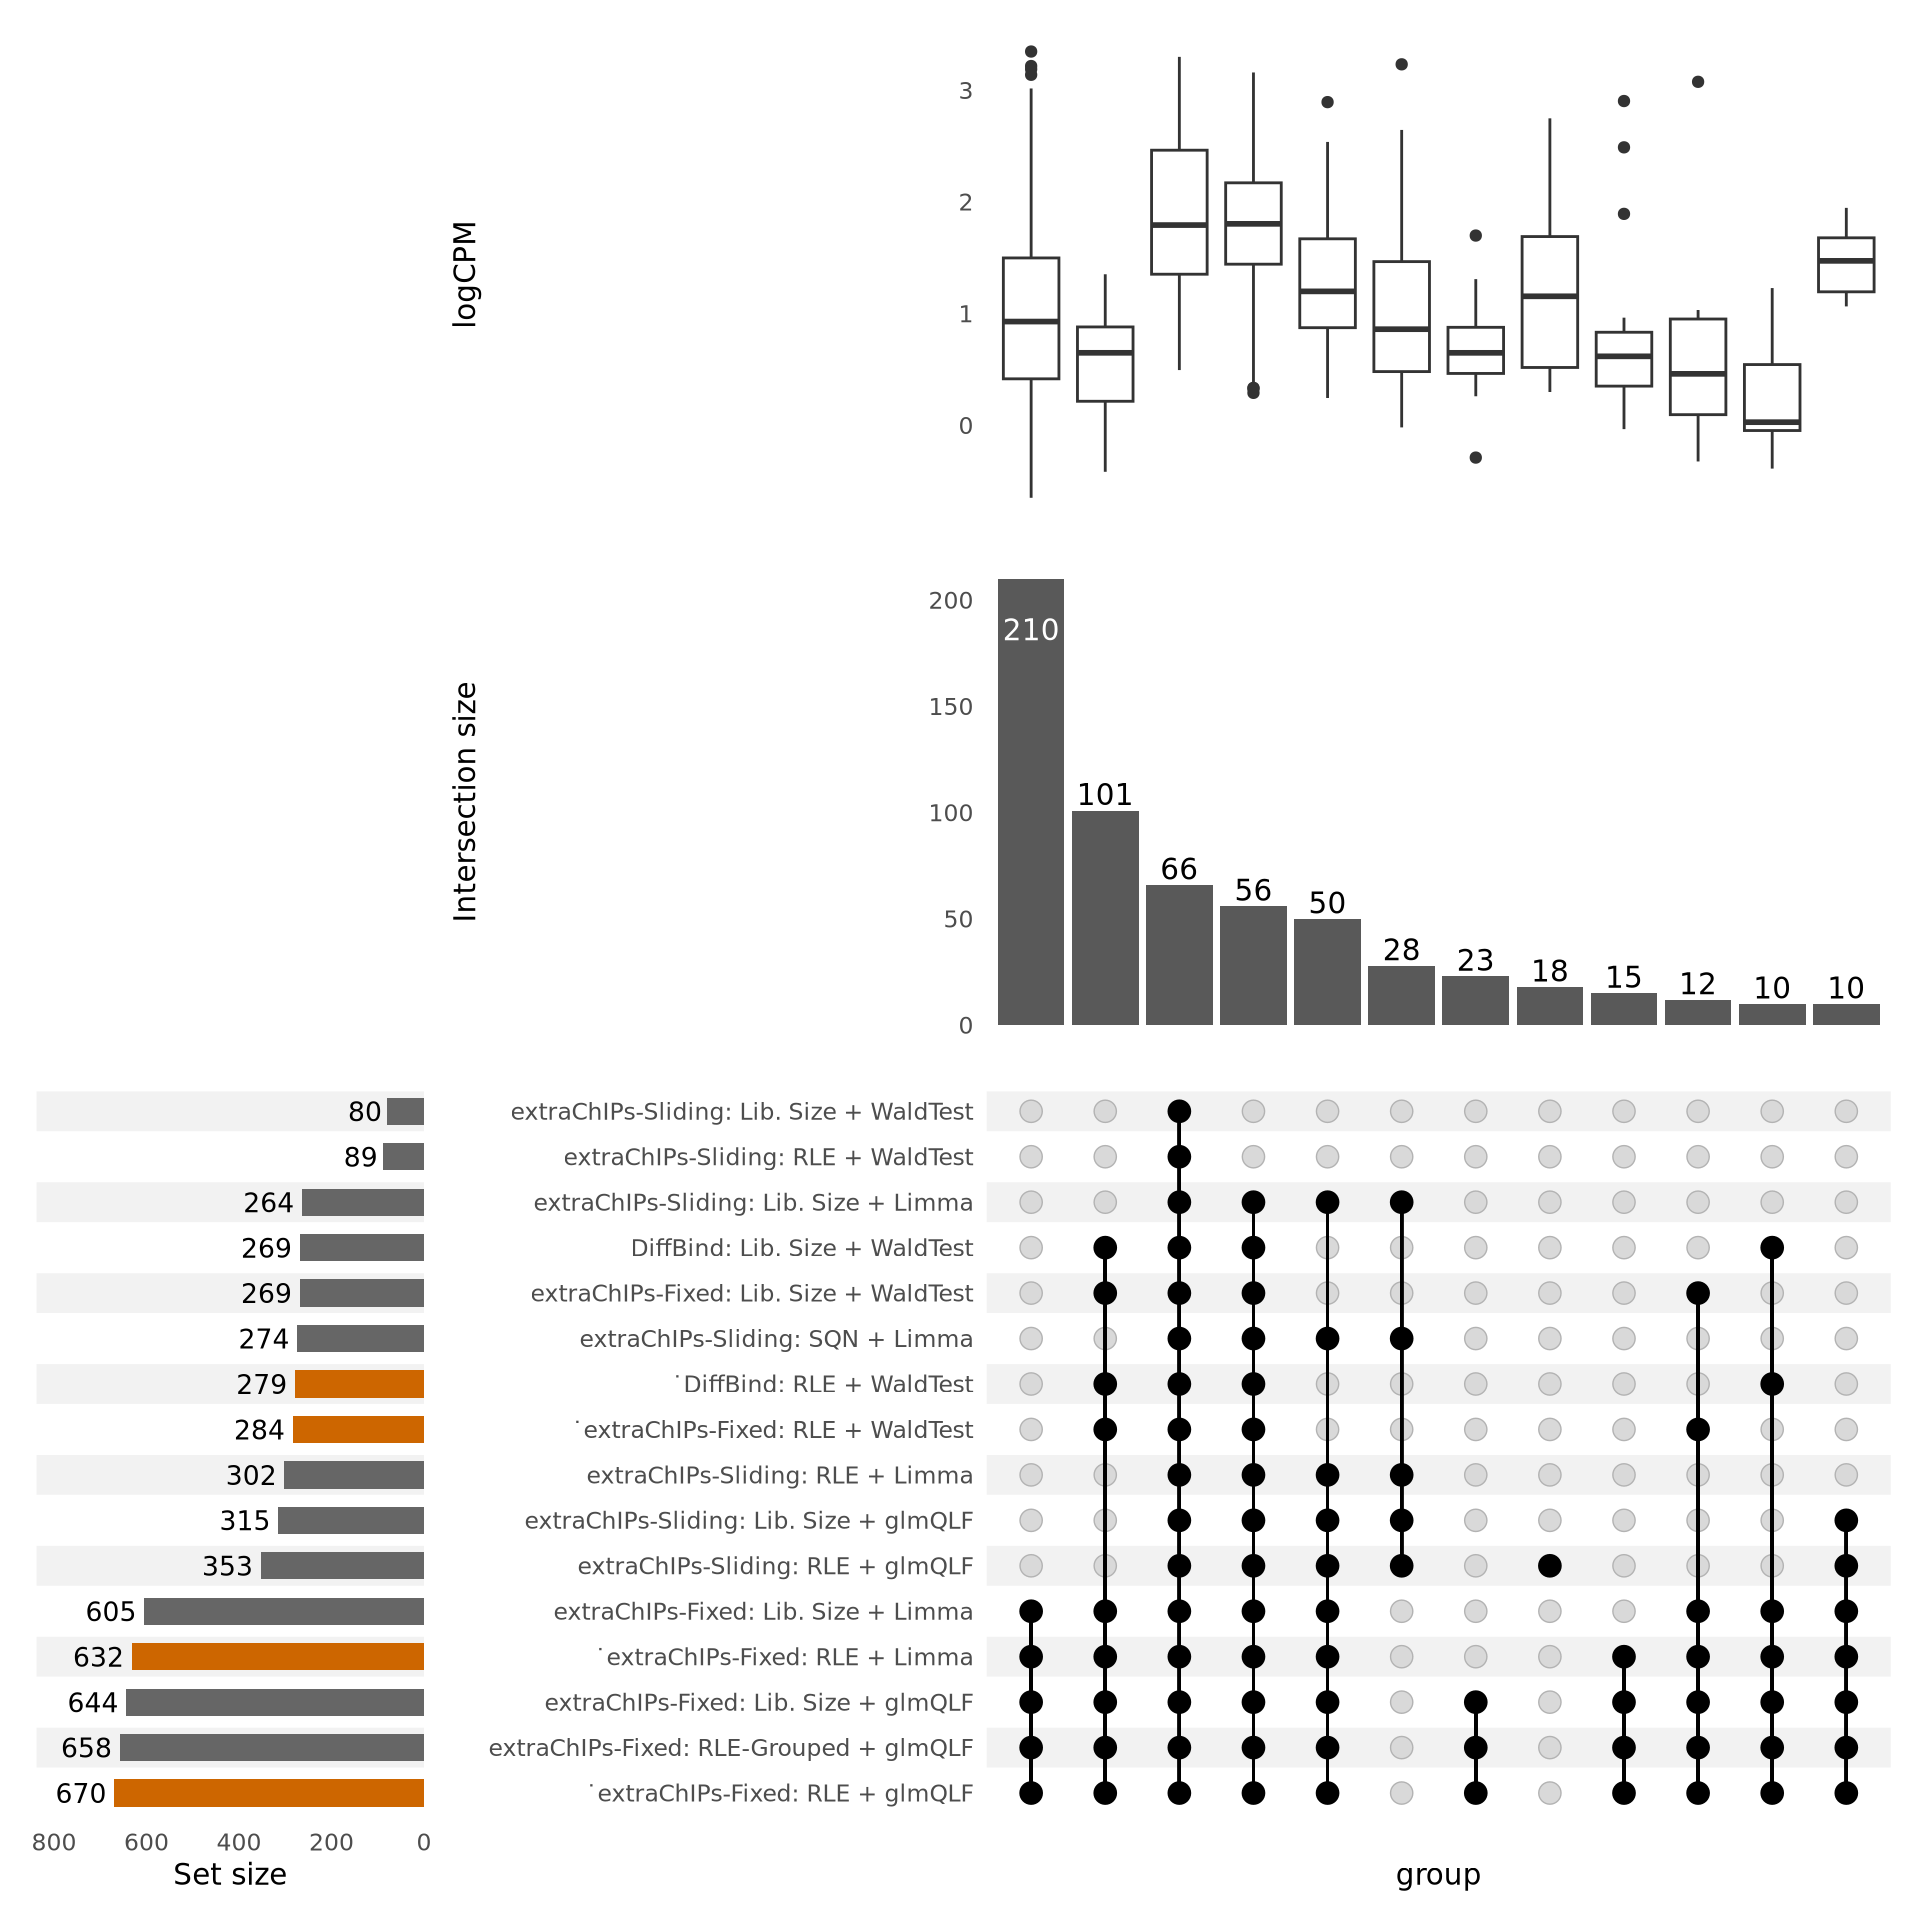 logCPM
3
2
1
0
Intersection size
200
150
100
50
0
210
101
66
56
50
28
23
18
15
12
10
10
80 extraChIPs-Sliding: Lib. Size + WaldTest
89 extraChIPs-Sliding: RLE + WaldTest
264 extraChIPs-Sliding: Lib. Size + Limma
269 DiffBind: Lib. Size + WaldTest
269 extraChIPs-Fixed: Lib. Size + WaldTest
274 extraChIPs-Sliding: SQN + Limma
279 ˙DiffBind: RLE + WaldTest
284 ˙extraChIPs-Fixed: RLE + WaldTest
302 extraChIPs-Sliding: RLE + Limma
315 extraChIPs-Sliding: Lib. Size + glmQLF
353 extraChIPs-Sliding: RLE + glmQLF
605 extraChIPs-Fixed: Lib. Size + Limma
632 ˙extraChIPs-Fixed: RLE + Limma
644 extraChIPs-Fixed: Lib. Size + glmQLF
658 extraChIPs-Fixed: RLE-Grouped + glmQLF
670 ˙extraChIPs-Fixed: RLE + glmQLF
800 600 400 200 0
Set size
group